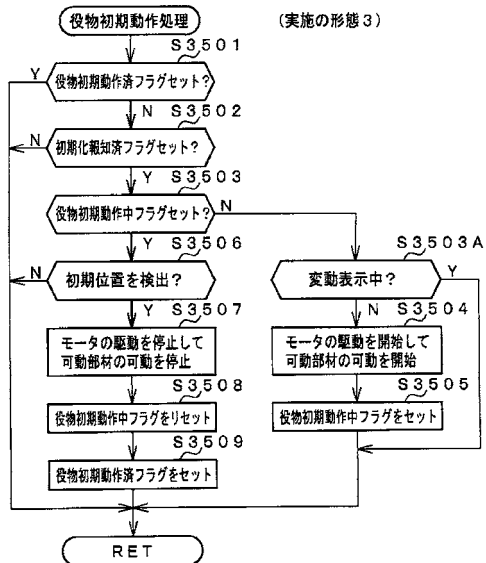 役物初期動作処理
(実施の形態3)
S3501
Y
役物初期動作済フラグセット?
N
S3502
N
初期化報知済フラグセット?
Y
S3503
役物初期動作中フラグセット?
N
Y
S3506
S3503A
N
初期位置を検出?
変動表示中?
Y
Y
S3507
N
S3504
モータの駆動を停止して
可動部材の可動を停止
モータの駆動を開始して
可動部材の可動を開始
S3508
S3505
役物初期動作中フラグをリセット
役物初期動作中フラグをセット
S3509
役物初期動作済フラグをセット
RET